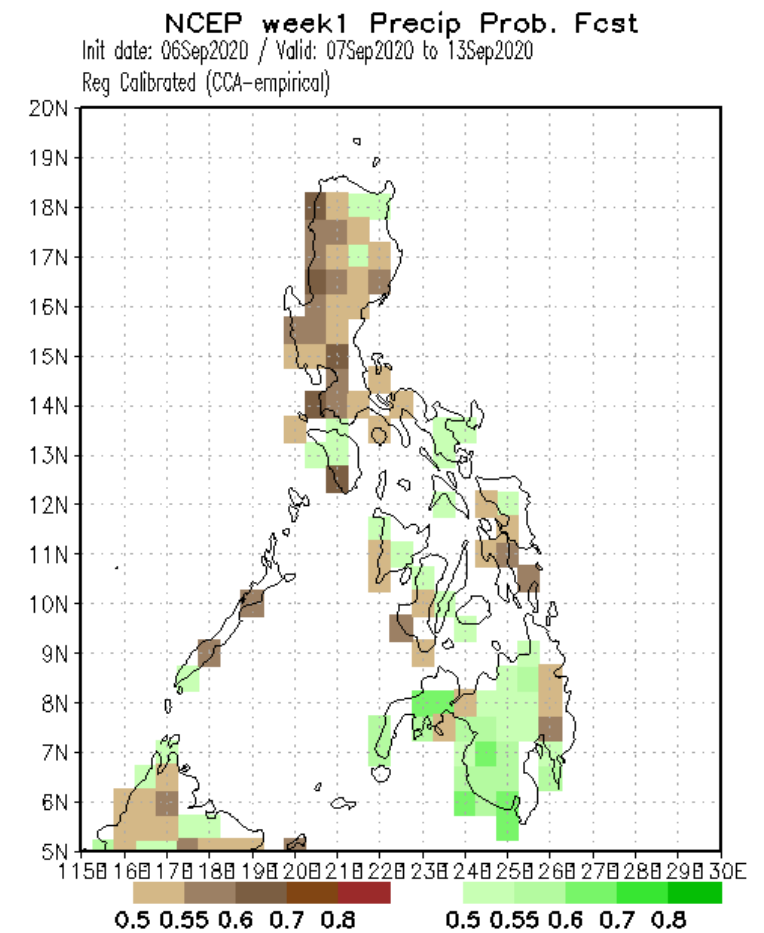 NCEP week1 Precip Prob. Fcst
Init date: 06Sep2020 / Valid: 07Sep2020 to 13Sep2020
Reg Calibrated (CCA-empirical)
20N
19N
18N
17N
16N
15N
14N
13N
12N
11N
10N
9N
8N
7N
6N
5N
115E 116E 117E 118E 119E 120E 121E 122E 123E 124E 125E 126E 127E 128E 129E 130E
0.5 0.55 0.6 0.7 0.8 0.5 0.55 0.6 0.7 0.8